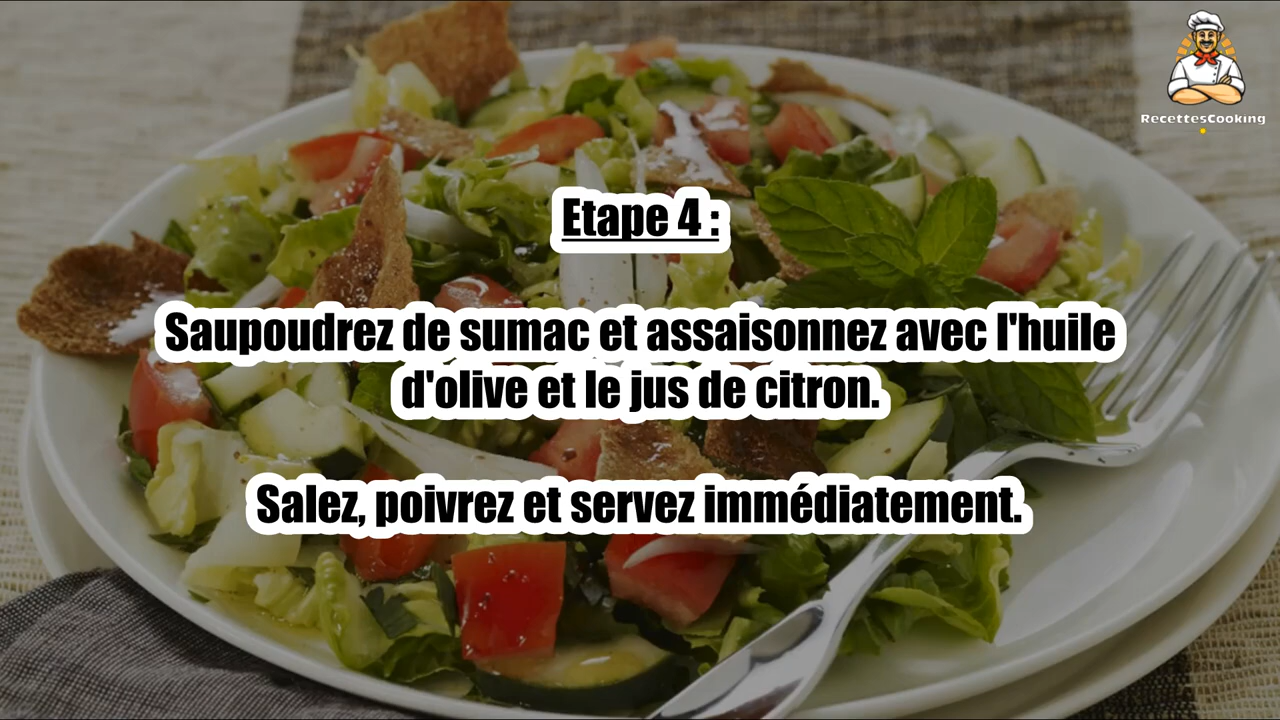 RecettesCooking
Etape 4 :
Saupoudrez de sumac et assaisonnez avec l'huile
d'olive et le jus de citron.
Salez, poivrez et servez immédiatement.